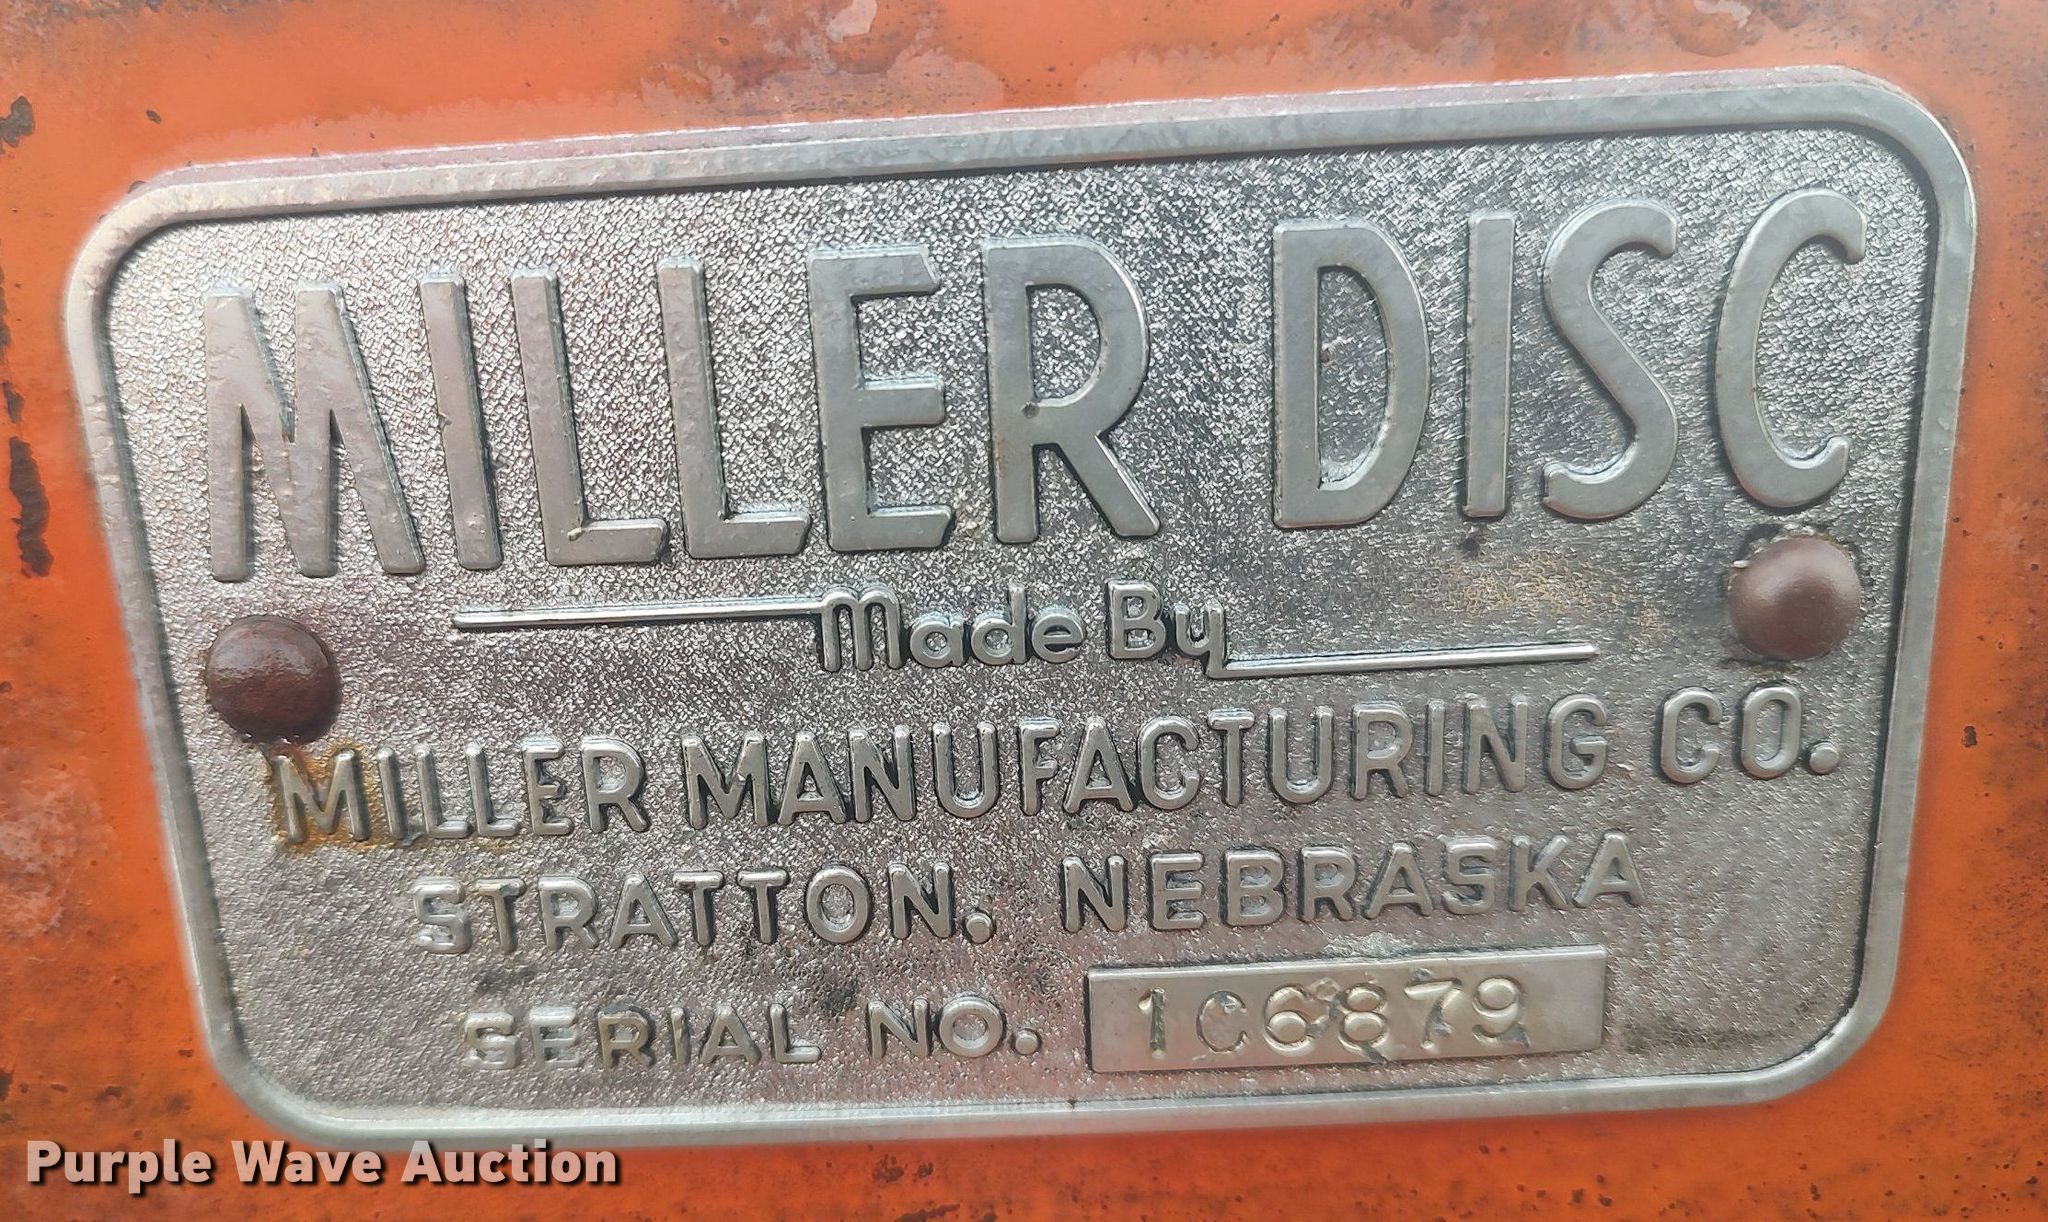 MILLER DISC
Made By
MILLER MANUFACTURING CO.
STRATTON, NEBRASKA
SERIAL NO. 1C6879
Purple Wave Auction